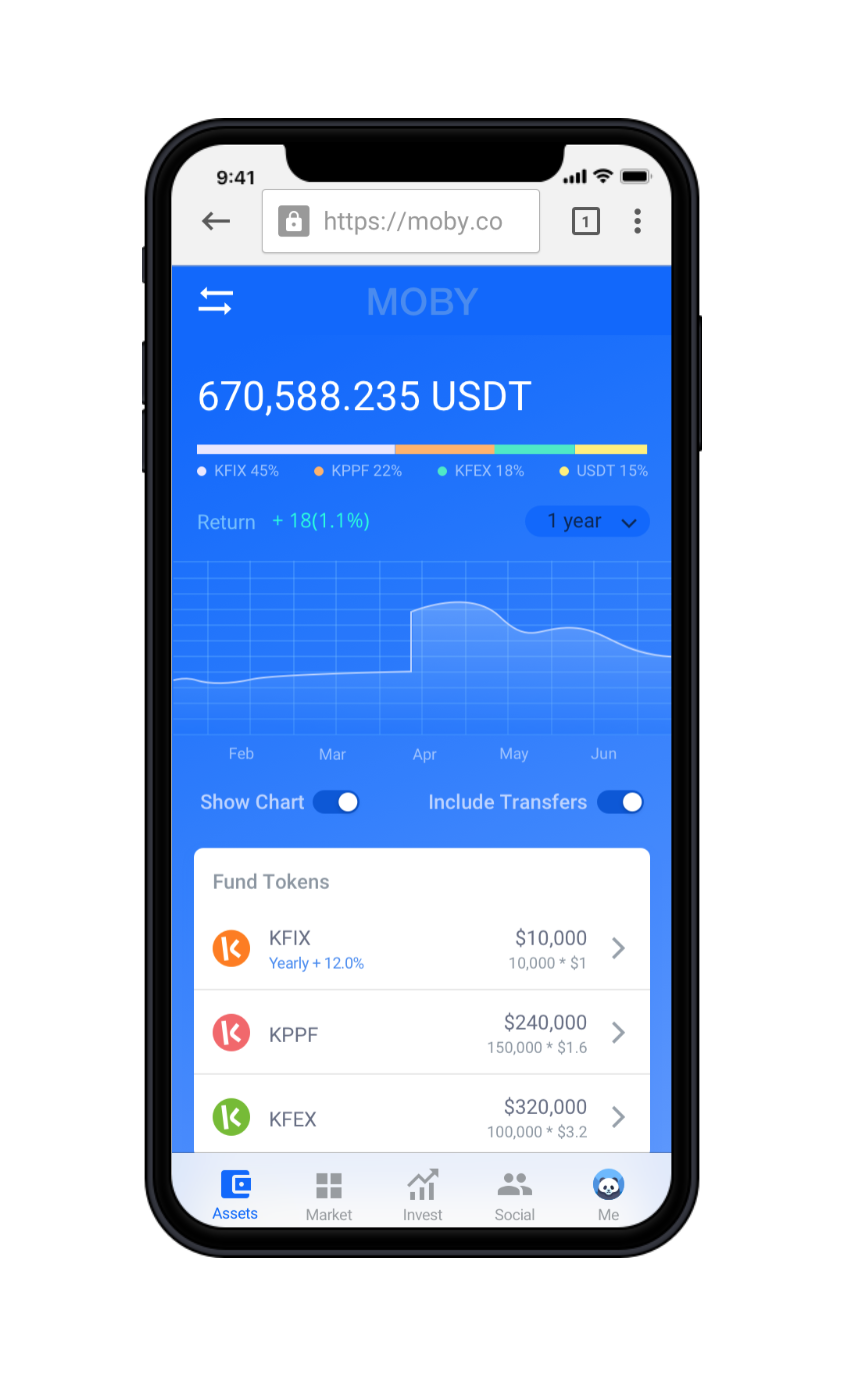 9:41
https://moby.co
1
MOBY
670,588.235 USDT
KFIX 45% KPPF 22% KFEX 18% USDT 15%
Return + 18(1.1%) 1 year
Feb Mar Apr May Jun
Show Chart Include Transfers
Fund Tokens
KFIX $10,000
Yearly + 12.0% 10,000 * $1
KPPF $240,000
150,000 * $1.6
KFEX $320,000
100,000 * $3.2
Assets Market Invest Social Me